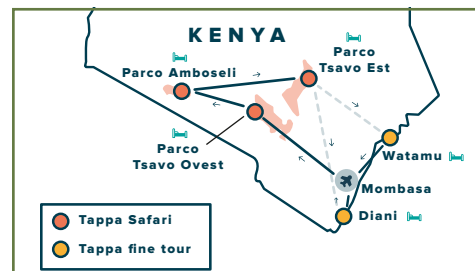 KENYA
Parco
Tsavo Est
Parco Amboseli
Parco
Tsavo Ovest
Watamu
Mombasa
Diani
Tappa Safari
Tappa fine tour